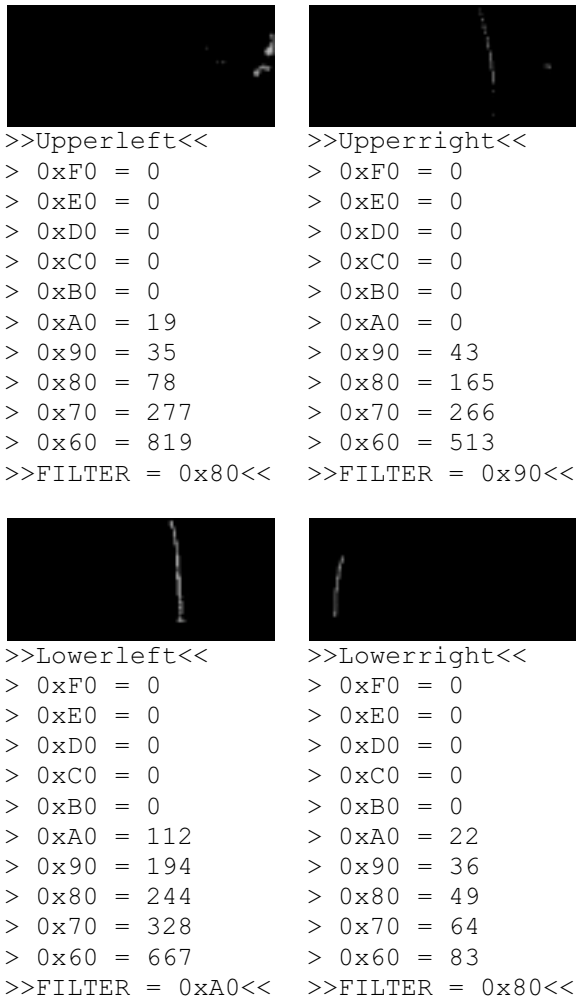 >>Upperleft<<
> 0xF0 = 0
> 0xE0 = 0
> 0xD0 = 0
> 0xC0 = 0
> 0xB0 = 0
> 0xA0 = 19
> 0x90 = 35
> 0x80 = 78
> 0x70 = 277
> 0x60 = 819
>>FILTER = 0x80<<
>>Upperright<<
> 0xF0 = 0
> 0xE0 = 0
> 0xD0 = 0
> 0xC0 = 0
> 0xB0 = 0
> 0xA0 = 0
> 0x90 = 43
> 0x80 = 165
> 0x70 = 266
> 0x60 = 513
>>FILTER = 0x90<<
>>Lowerleft<<
> 0xF0 = 0
> 0xE0 = 0
> 0xD0 = 0
> 0xC0 = 0
> 0xB0 = 0
> 0xA0 = 112
> 0x90 = 194
> 0x80 = 244
> 0x70 = 328
> 0x60 = 667
>>FILTER = 0xA0<<
>>Lowerright<<
> 0xF0 = 0
> 0xE0 = 0
> 0xD0 = 0
> 0xC0 = 0
> 0xB0 = 0
> 0xA0 = 22
> 0x90 = 36
> 0x80 = 49
> 0x70 = 64
> 0x60 = 83
>>FILTER = 0x80<<